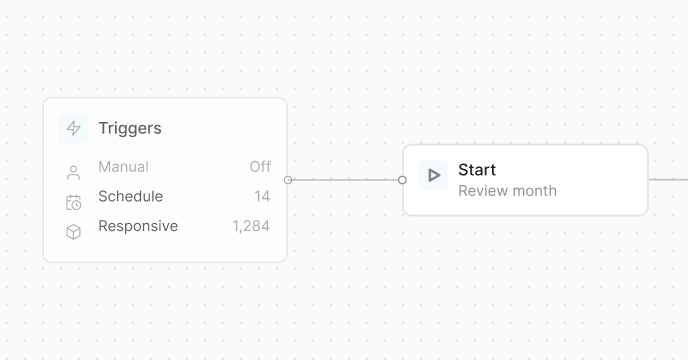 Triggers
Manual Off
Schedule 14
Responsive 1,284
Start
Review month